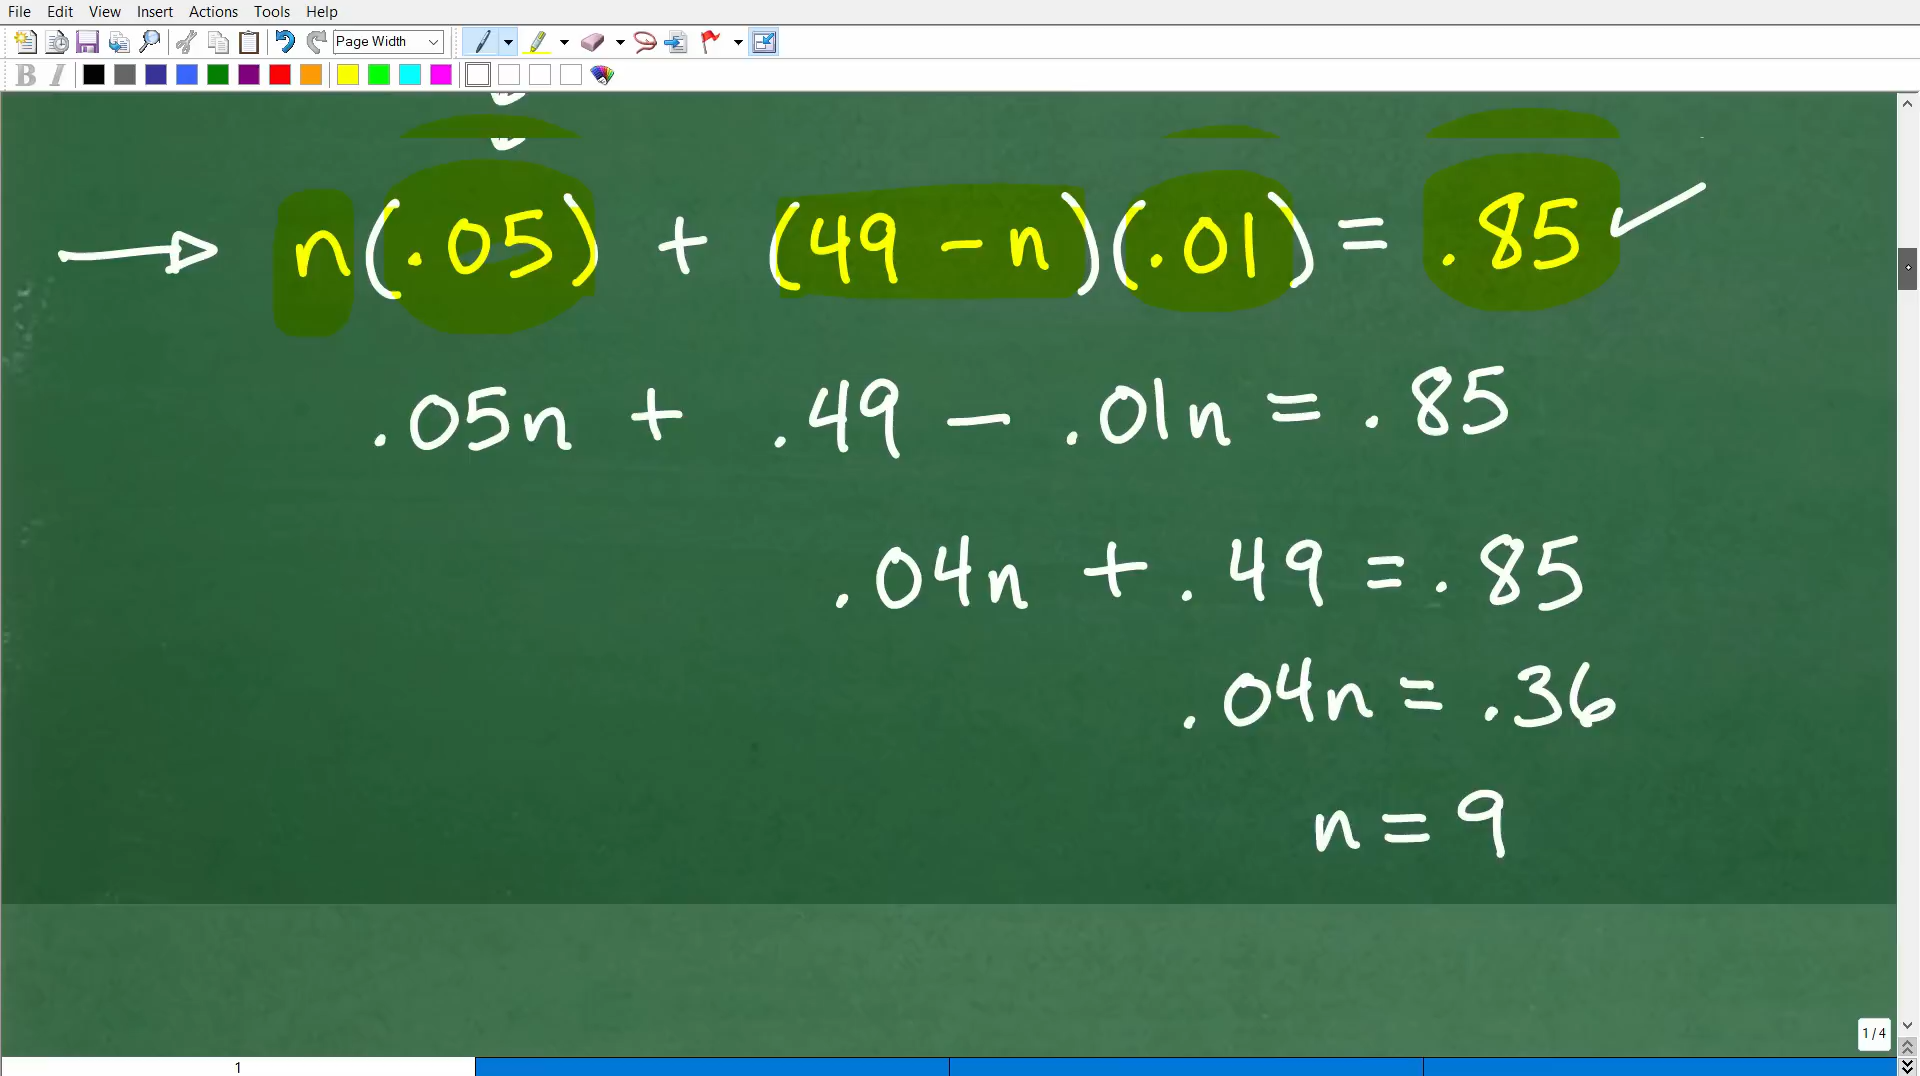 File Edit View Insert Actions Tools Help
Page Width
B I
n(.05) + (49 - n)(.01) = .85
.05n + .49 - .01n = .85
.04n + .49 = .85
.04n = .36
n = 9
1 / 4
1